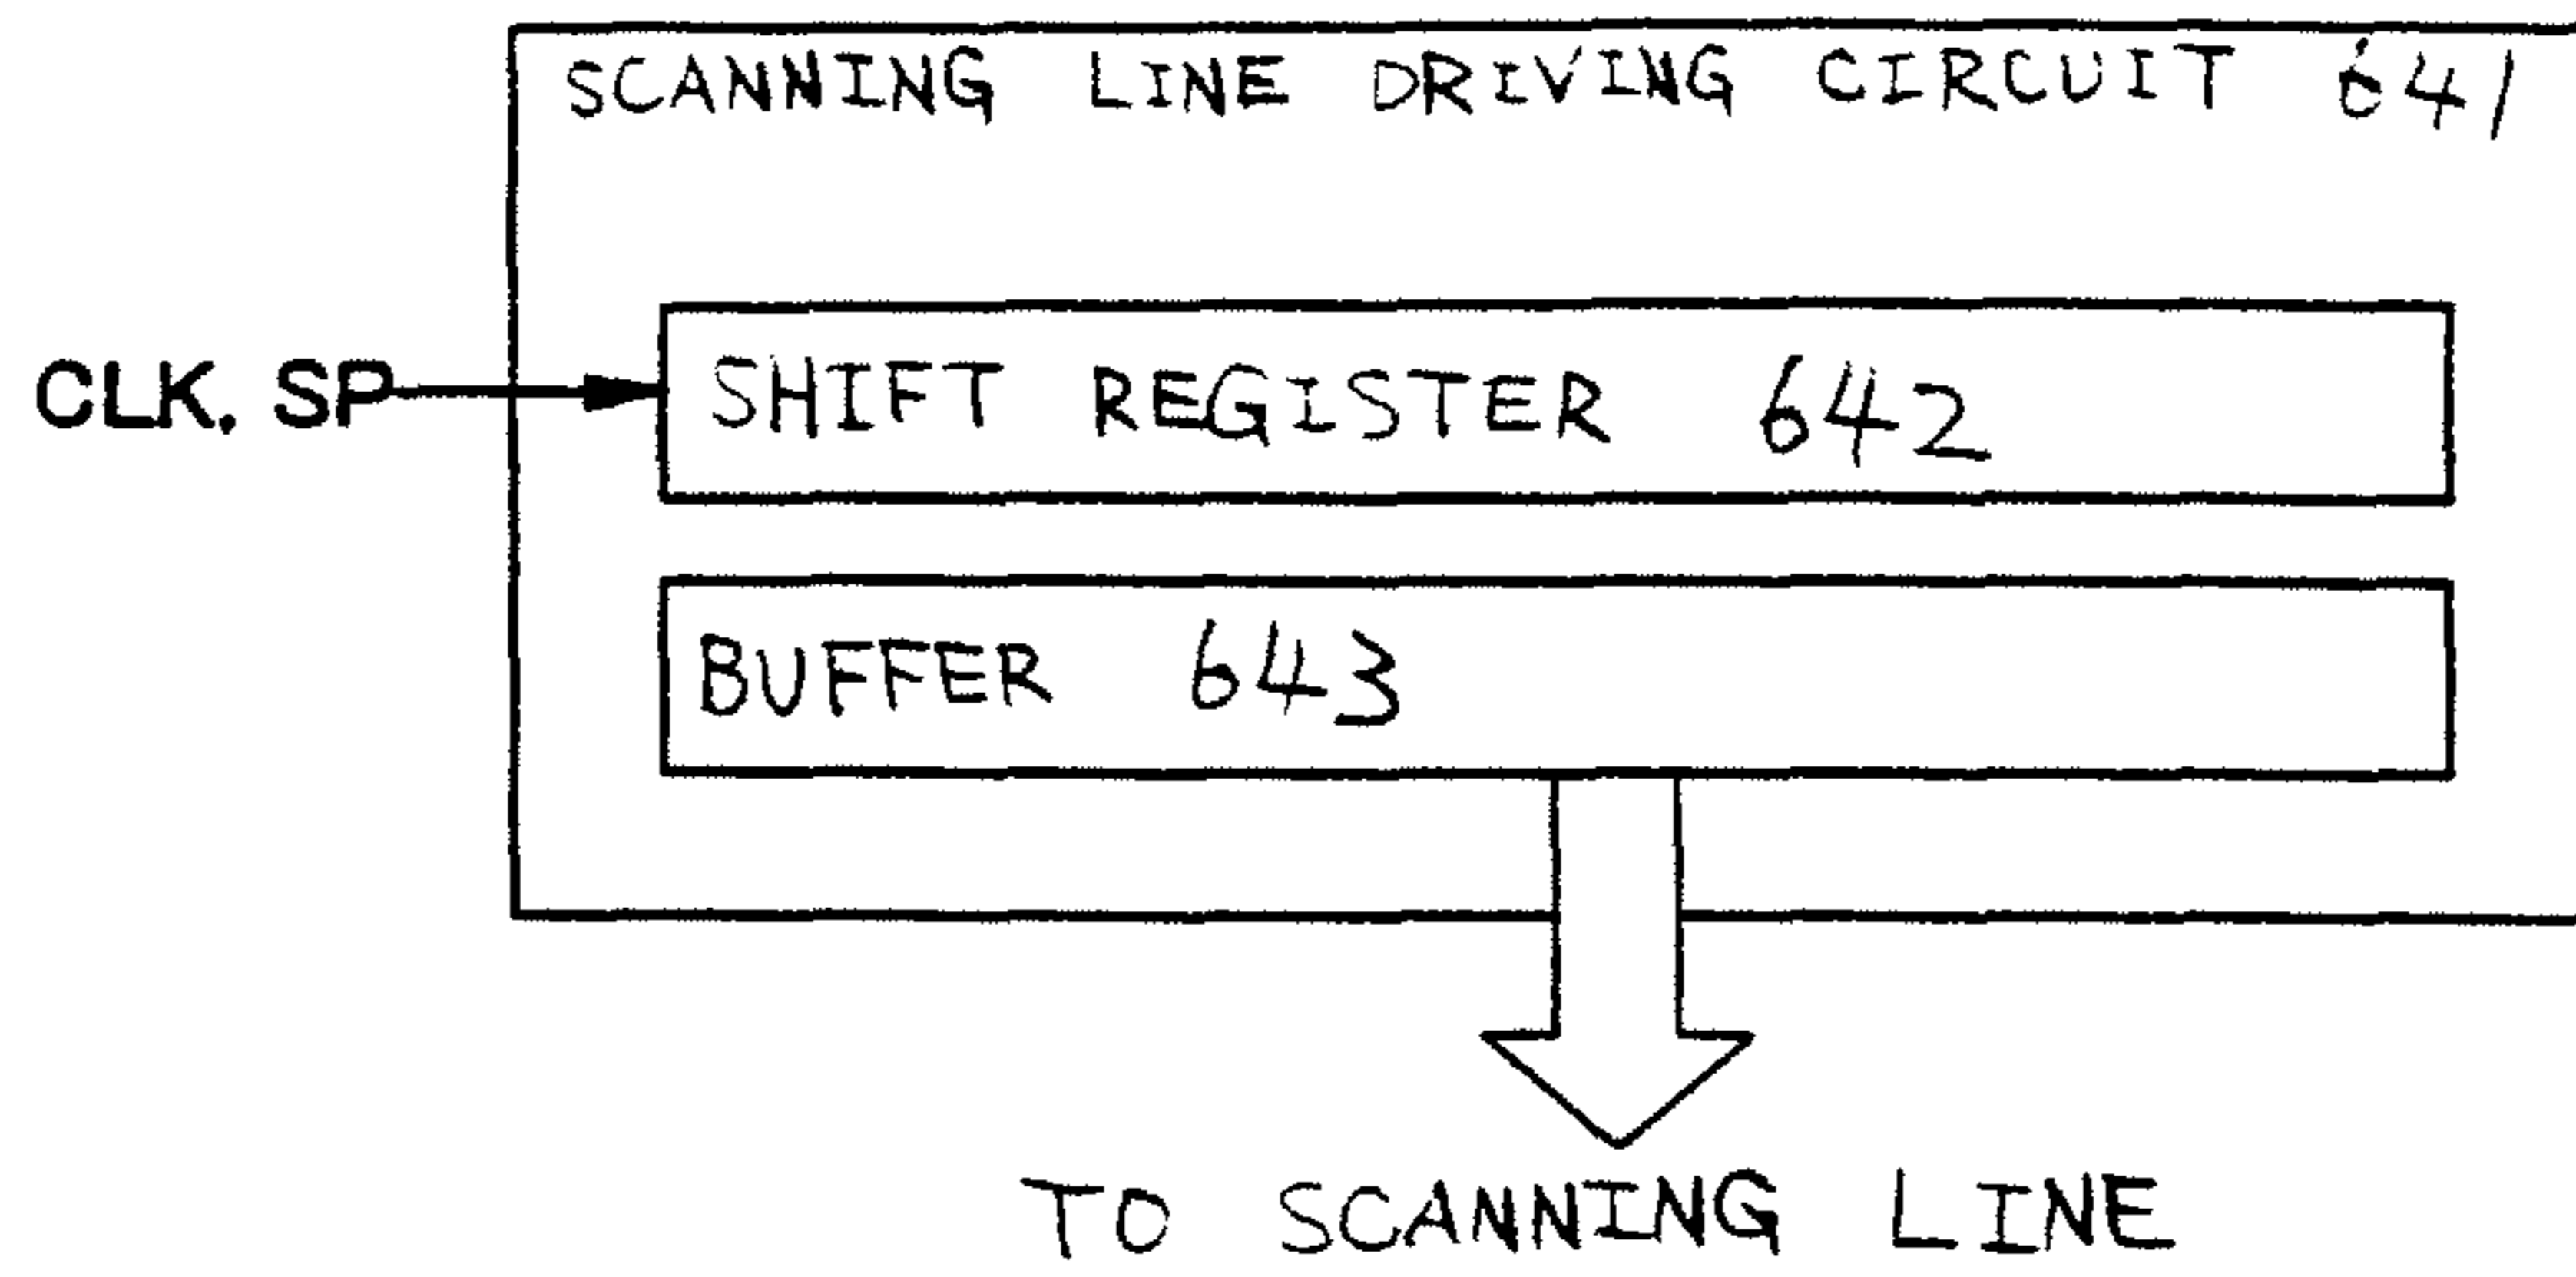 SCANNING LINE DRIVING CIRCUIT 641
CLK. SP
SHIFT REGISTER 642
BUFFER 643
TO SCANNING LINE